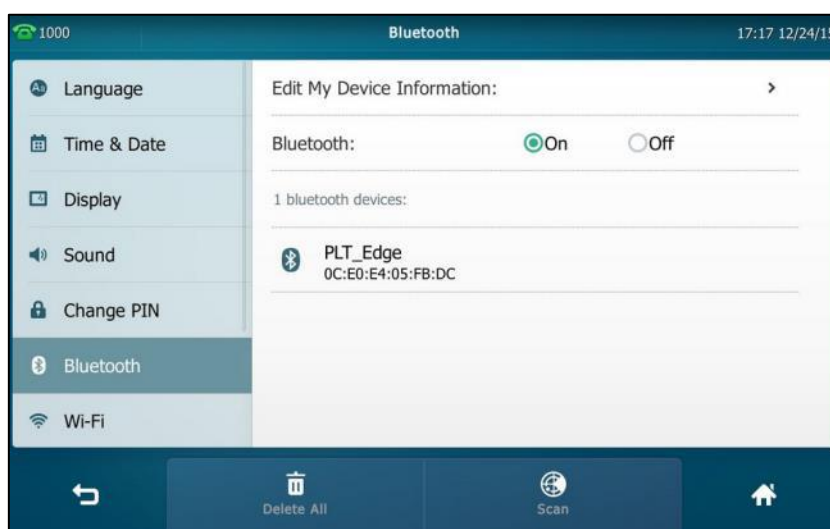 1000
Bluetooth
17:17 12/24/15
Language
Time & Date
Display
Sound
Change PIN
Bluetooth
Wi-Fi
Edit My Device Information:
Bluetooth: On Off
1 bluetooth devices:
PLT_Edge
0C:E0:E4:05:FB:DC
Delete All
Scan